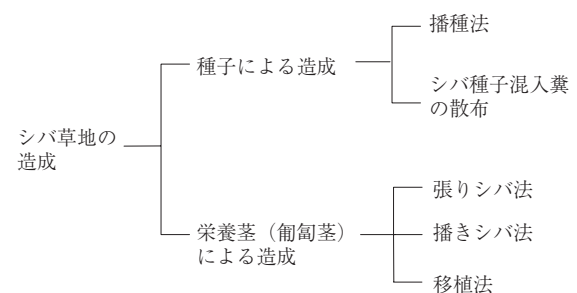 シバ草地の
造成
種子による造成
播種法
シバ種子混入糞
の散布
栄養茎（匍匐茎）
による造成
張りシバ法
播きシバ法
移植法